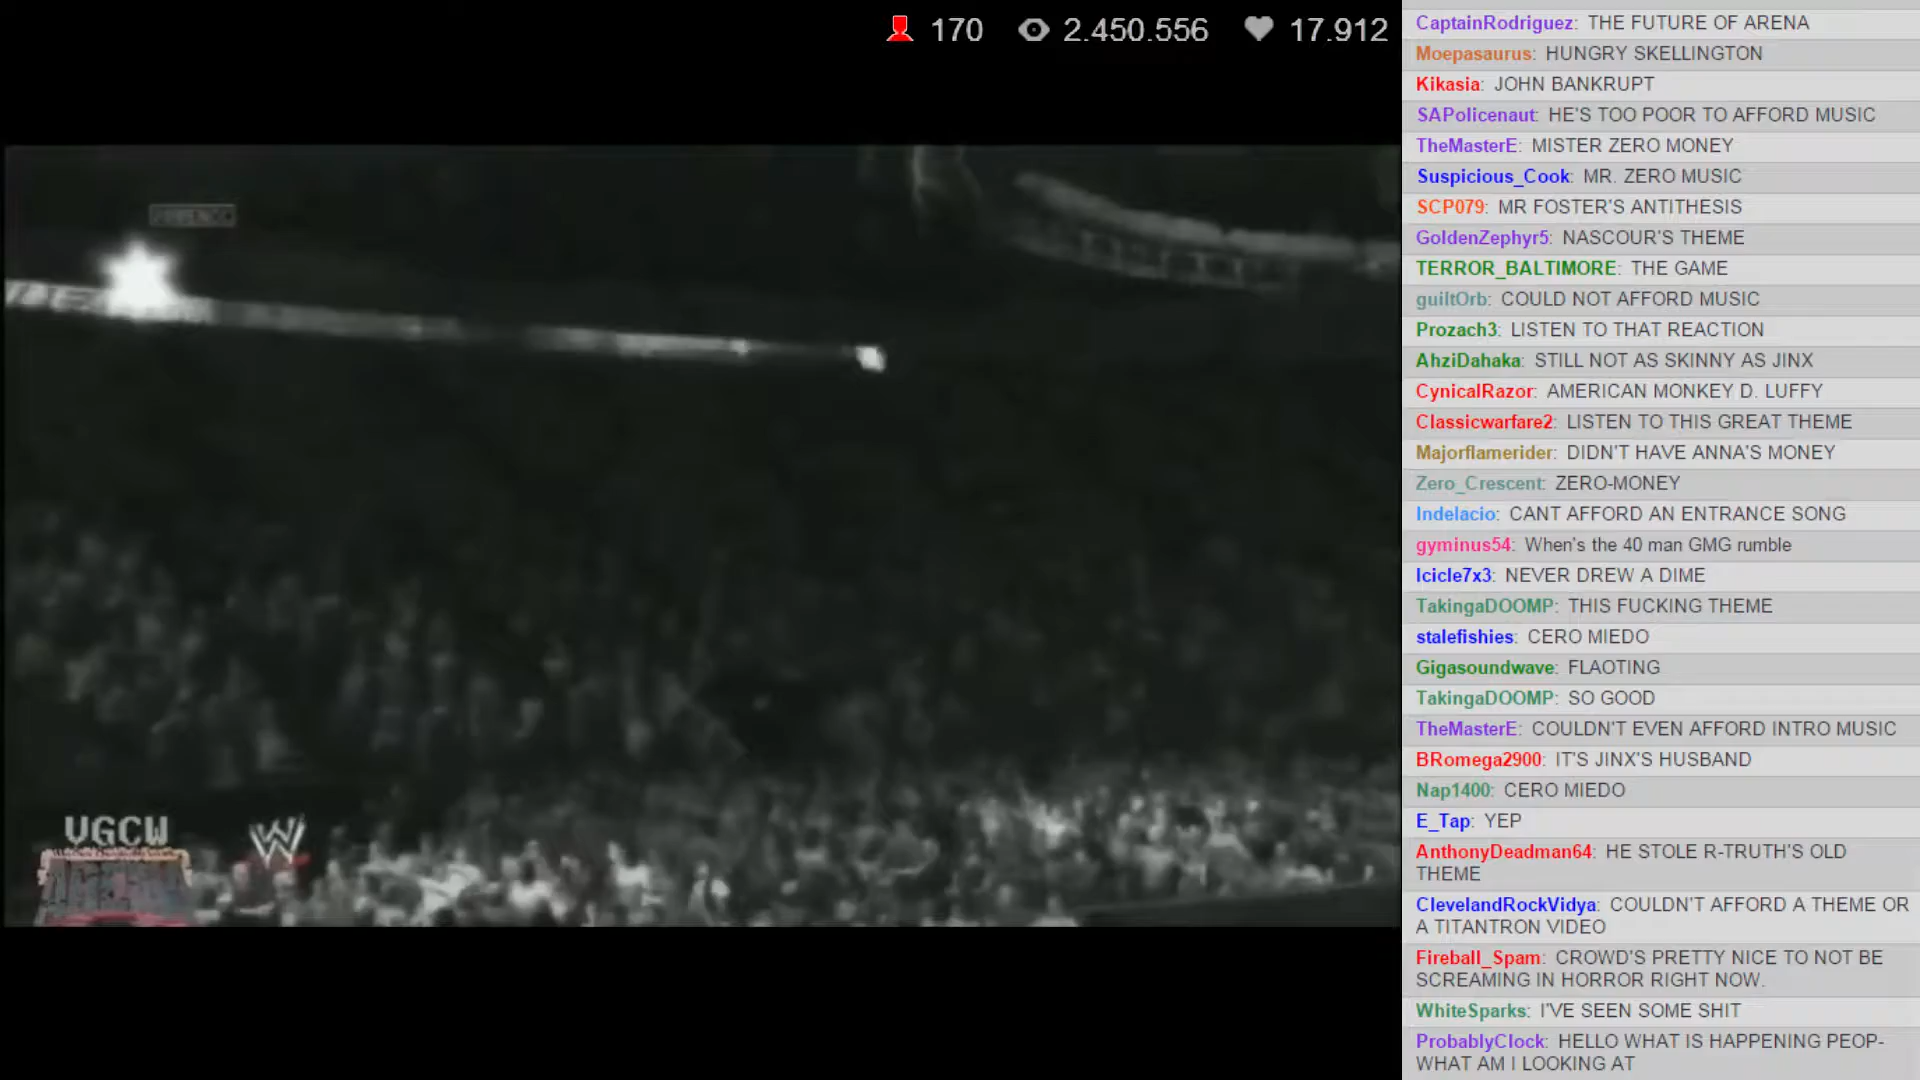 170 2.450.556 17.912
CaptainRodriguez: THE FUTURE OF ARENA
Moepasaurus: HUNGRY SKELLINGTON
Kikasia: JOHN BANKRUPT
SAPolicenaut: HE'S TOO POOR TO AFFORD MUSIC
TheMasterE: MISTER ZERO MONEY
Suspicious_Cook: MR. ZERO MUSIC
SCP079: MR FOSTER'S ANTITHESIS
GoldenZephyr5: NASCOUR'S THEME
TERROR_BALTIMORE: THE GAME
guiltOrb: COULD NOT AFFORD MUSIC
Prozach3: LISTEN TO THAT REACTION
AhziDahaka: STILL NOT AS SKINNY AS JINX
CynicalRazor: AMERICAN MONKEY D. LUFFY
Classicwarfare2: LISTEN TO THIS GREAT THEME
Majorflamerider: DIDN'T HAVE ANNA'S MONEY
Zero_Crescent: ZERO-MONEY
Indelacio: CANT AFFORD AN ENTRANCE SONG
gyminus54: When's the 40 man GMG rumble
Icicle7x3: NEVER DREW A DIME
TakingaDOOMP: THIS FUCKING THEME
stalefishies: CERO MIEDO
Gigasoundwave: FLAOTING
TakingaDOOMP: SO GOOD
TheMasterE: COULDN'T EVEN AFFORD INTRO MUSIC
BRomega2900: IT'S JINX'S HUSBAND
Nap1400: CERO MIEDO
E_Tap: YEP
AnthonyDeadman64: HE STOLE R-TRUTH'S OLD
THEME
ClevelandRockVidya: COULDN'T AFFORD A THEME OR
A TITANTRON VIDEO
Fireball_Spam: CROWD'S PRETTY NICE TO NOT BE
SCREAMING IN HORROR RIGHT NOW.
WhiteSparks: I'VE SEEN SOME SHIT
ProbablyClock: HELLO WHAT IS HAPPENING PEOP-
WHAT AM I LOOKING AT
VGCW W